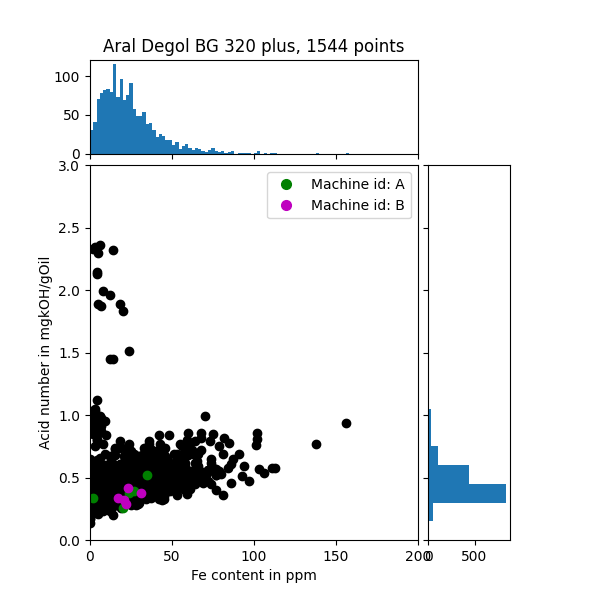 Aral Degol BG 320 plus, 1544 points
100
50
0
3.0
2.5
2.0
1.5
1.0
0.5
0.0
Acid number in mgkOH/gOil
Machine id: A
Machine id: B
0 50 100 150 200
0 500
Fe content in ppm